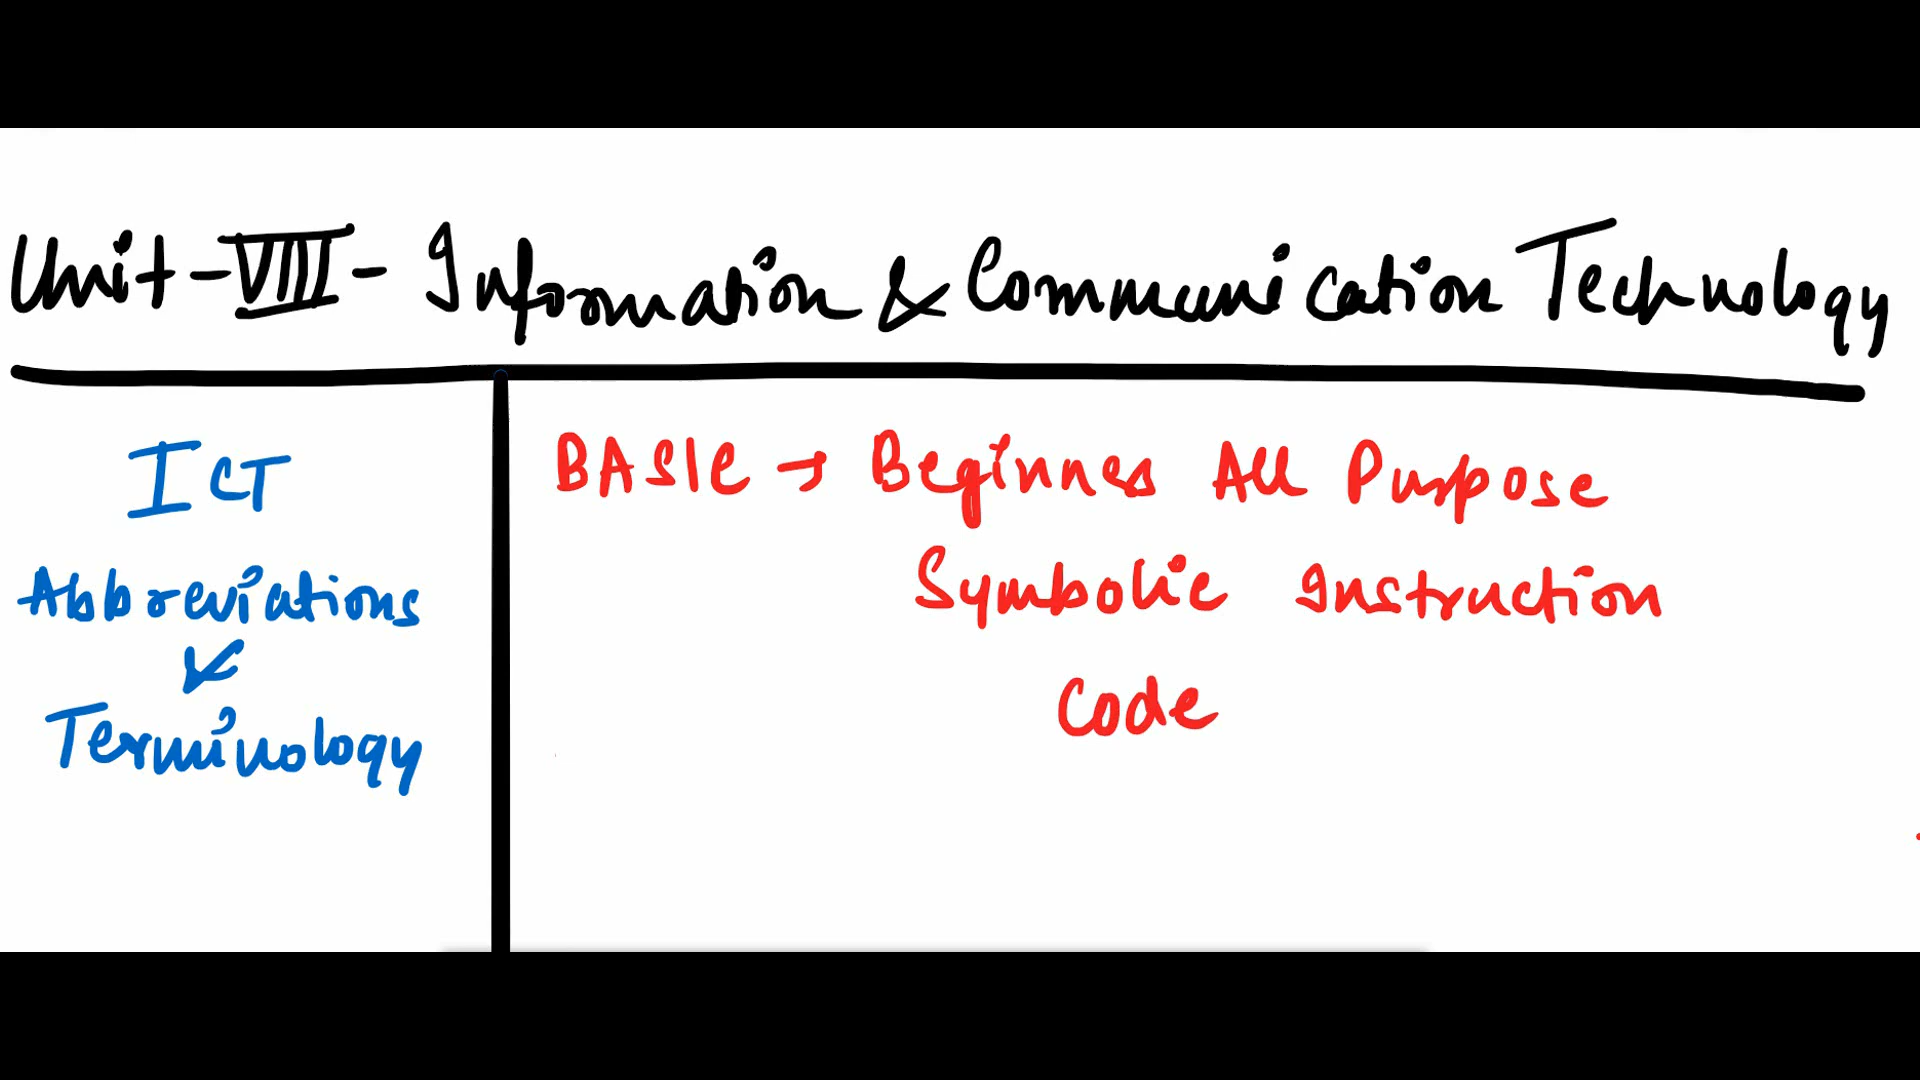 Unit-VIII- Information & Communication Technology
ICT
Abbreviations
&
Terminology
BASIC → Beginners All Purpose
Symbolic Instruction
Code